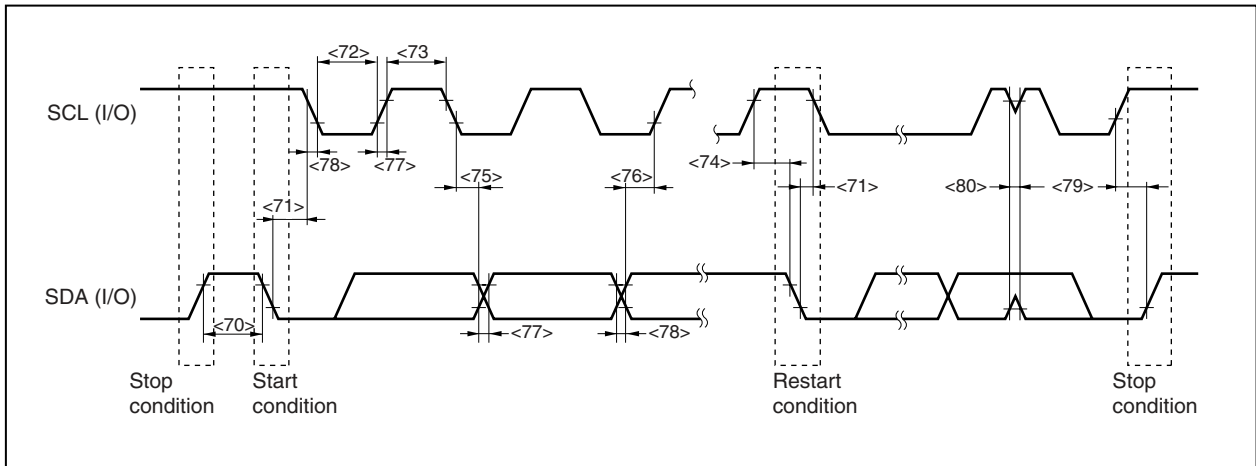 <72> <73
SCL (I/O)
<78> <77> <75> <76> <74> <71> <80> <79>
<71>
SDA (I/O)
<70> <77> <78>
Stop condition
Start condition
Restart condition
Stop condition